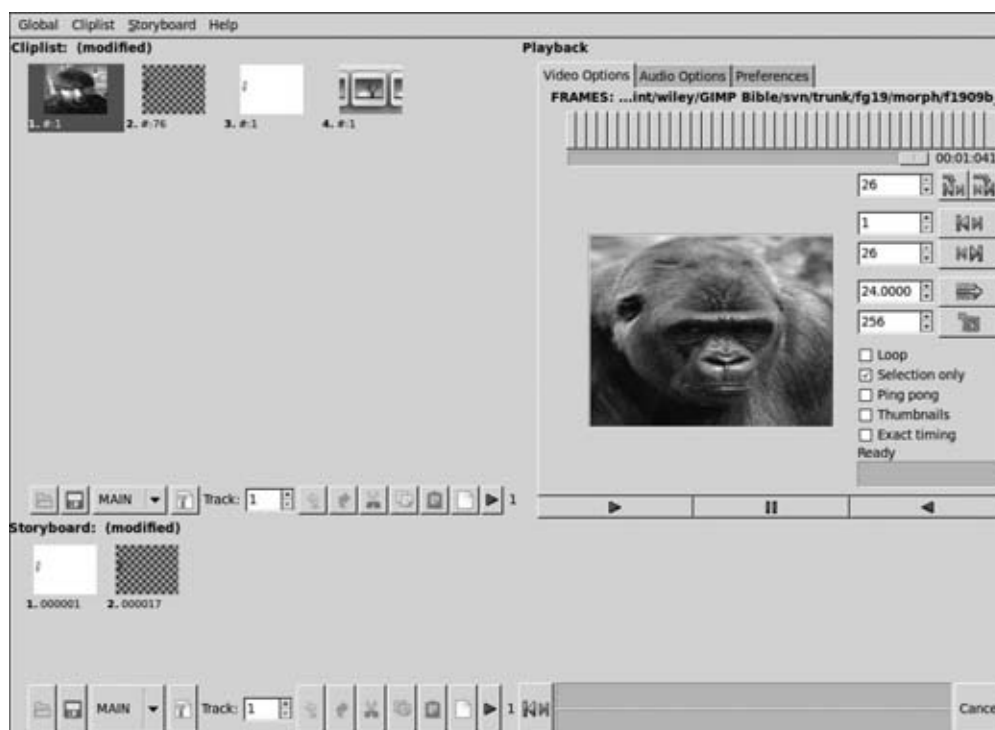 Global Cliplist Storyboard Help
Cliplist: (modified)
1. #:1
2. #:76
3. #:1
4. #:1
MAIN
Track: 1
1
Playback
Video Options Audio Options Preferences
FRAMES: ...int/wiley/GIMP Bible/svn/trunk/fg19/morph/f1909b_
00:01:041
26
1
26
24.0000
256
Loop
Selection only
Ping pong
Thumbnails
Exact timing
Ready
Storyboard: (modified)
1. 000001
2. 000017
MAIN
Track: 1
1
Cance